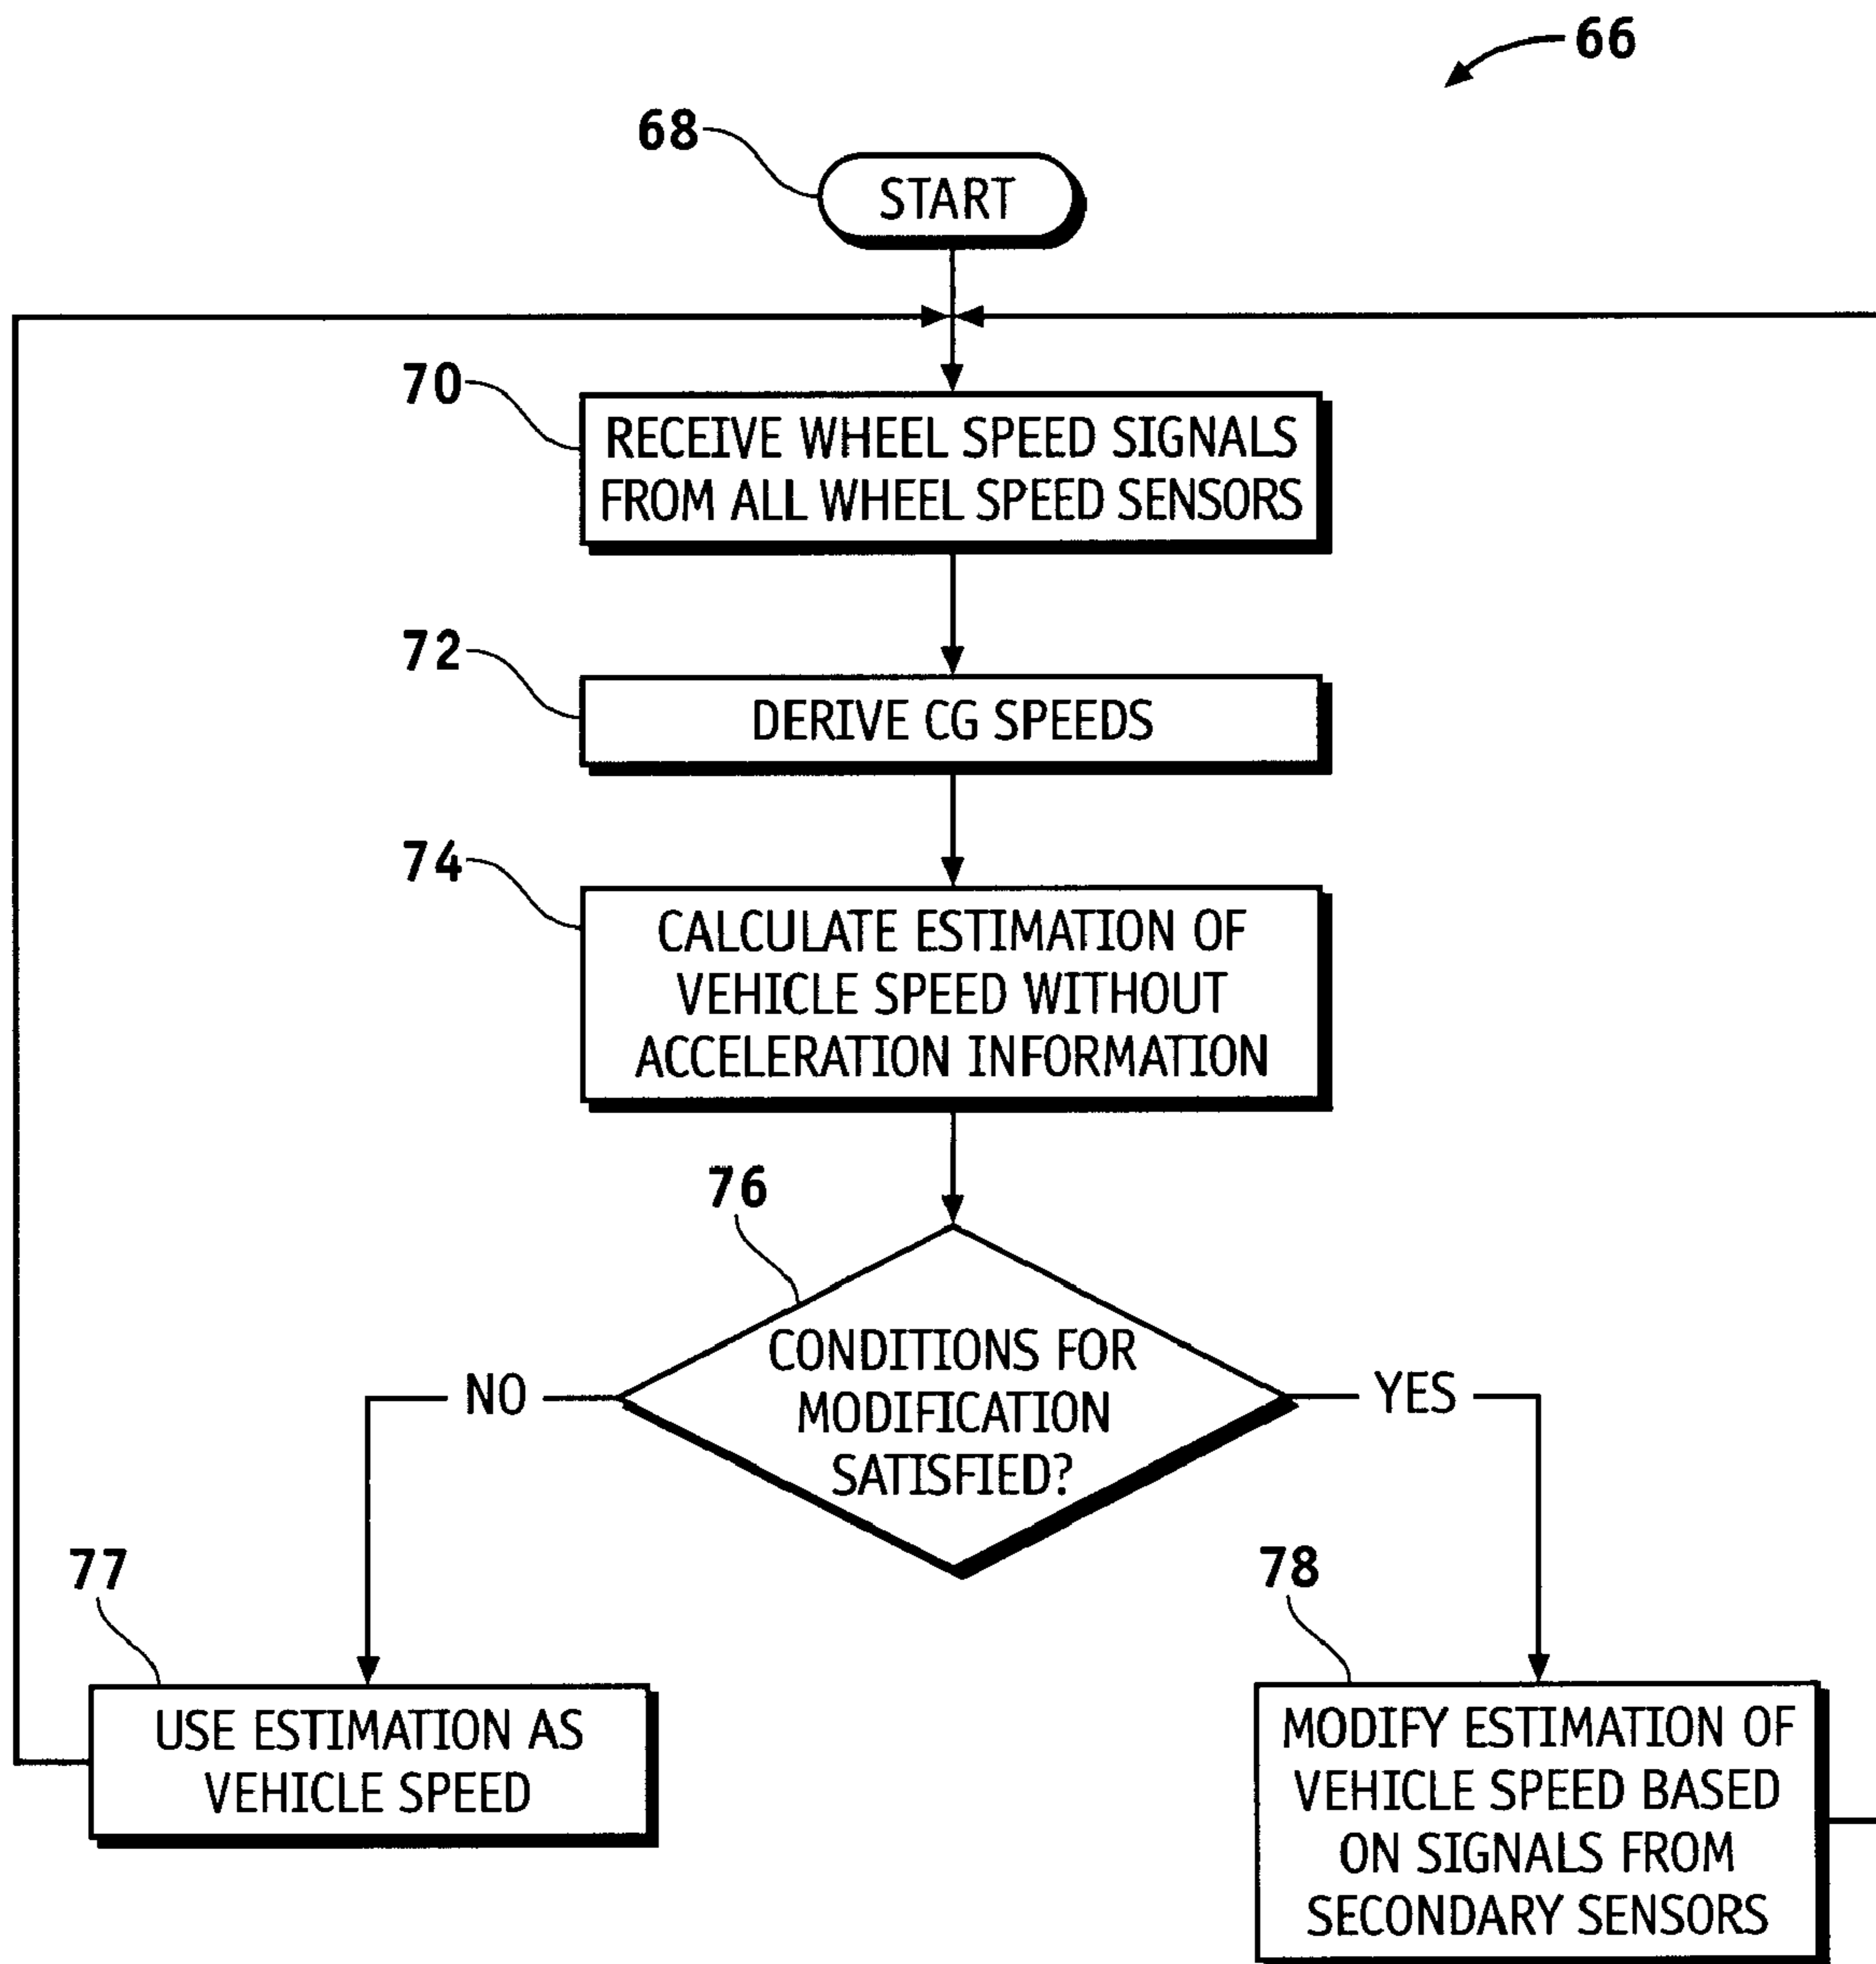 66
68
START
70
RECEIVE WHEEL SPEED SIGNALS
FROM ALL WHEEL SPEED SENSORS
72
DERIVE CG SPEEDS
74
CALCULATE ESTIMATION OF
VEHICLE SPEED WITHOUT
ACCELERATION INFORMATION
76
CONDITIONS FOR
MODIFICATION
SATISFIED?
NO
YES
77
USE ESTIMATION AS
VEHICLE SPEED
78
MODIFY ESTIMATION OF
VEHICLE SPEED BASED
ON SIGNALS FROM
SECONDARY SENSORS